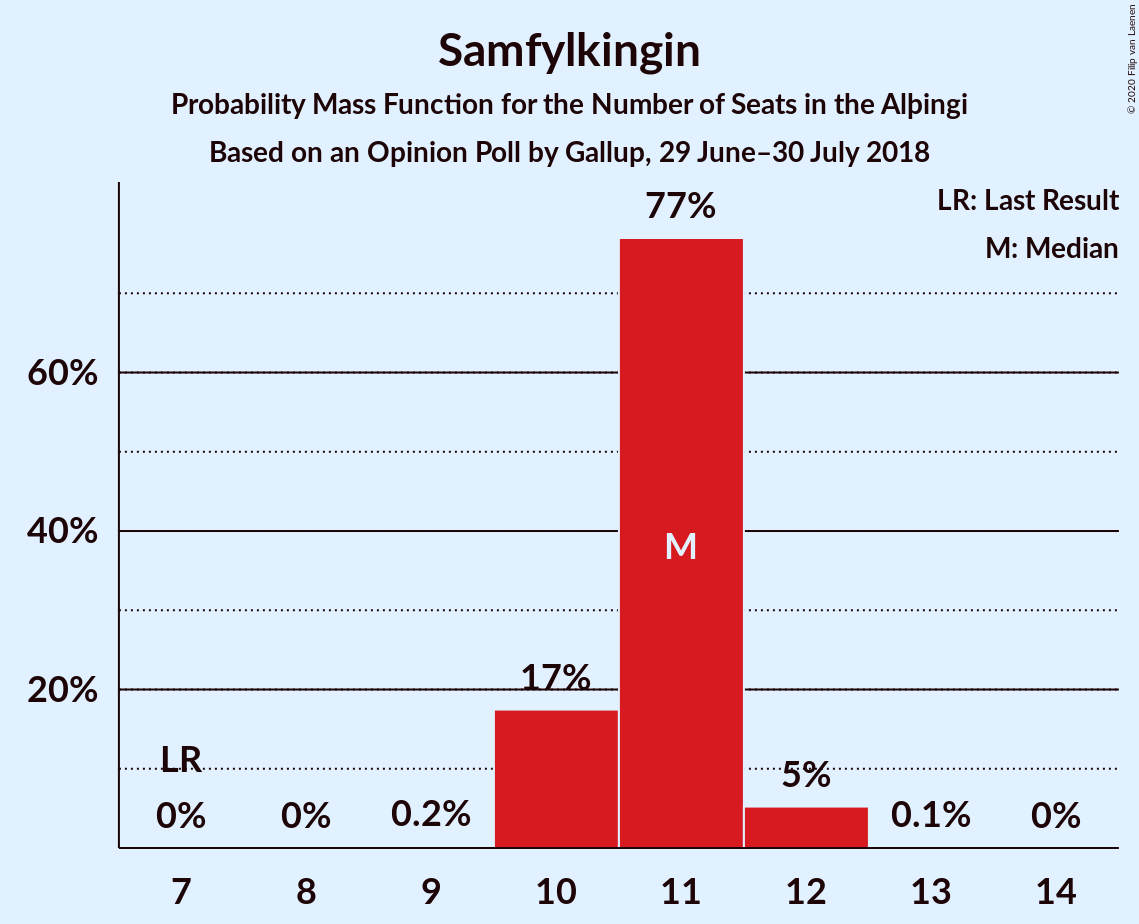 Samfylkingin
Probability Mass Function for the Number of Seats in the Alþingi
Based on an Opinion Poll by Gallup, 29 June–30 July 2018
© 2020 Filip van Laenen
LR: Last Result
M: Median
77%
60%
40%
M
20%
17%
LR
0%
0%
0.2%
5%
0.1%
0%
7 8 9 10 11 12 13 14